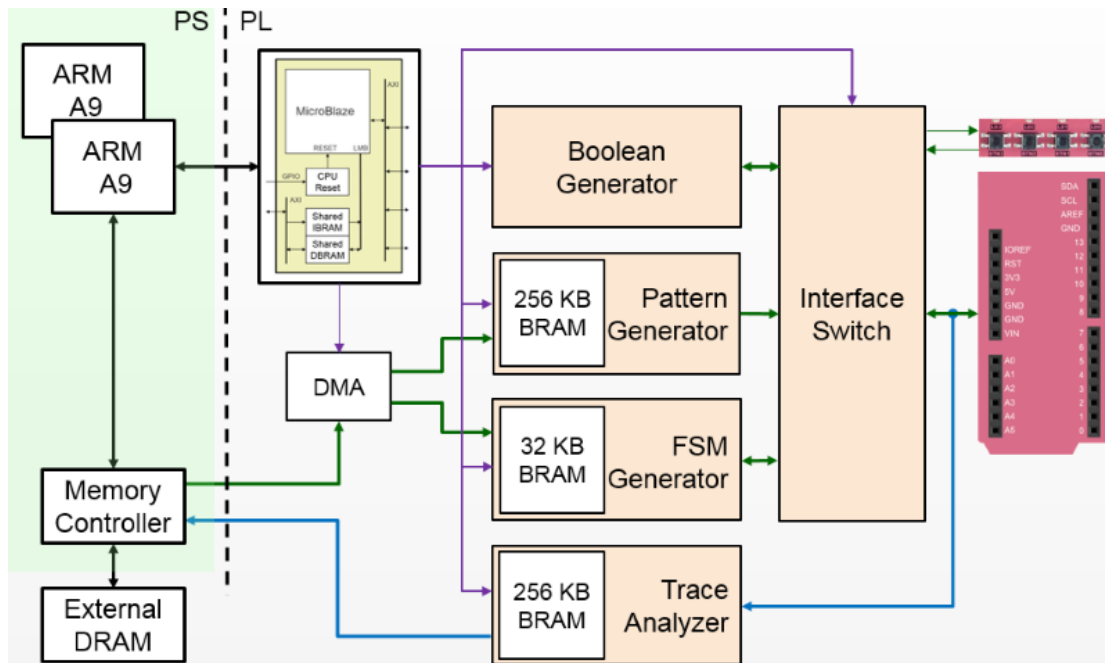 PS
PL
ARM
A9
ARM
A9
Memory
Controller
External
DRAM
MicroBlaze
AXI
RESET
LMB
GPIO
CPU
Reset
AXI
Shared
IBRAM
Shared
DBRAM
DMA
Boolean
Generator
256 KB
BRAM
Pattern
Generator
32 KB
BRAM
FSM
Generator
256 KB
BRAM
Trace
Analyzer
Interface
Switch
IOREF
RST
3V3
5V
GND
GND
VIN
A0
A1
A2
A3
A4
A5
SDA
SCL
AREF
GND
13
12
11
10
9
8
7
6
5
4
3
2
1
0